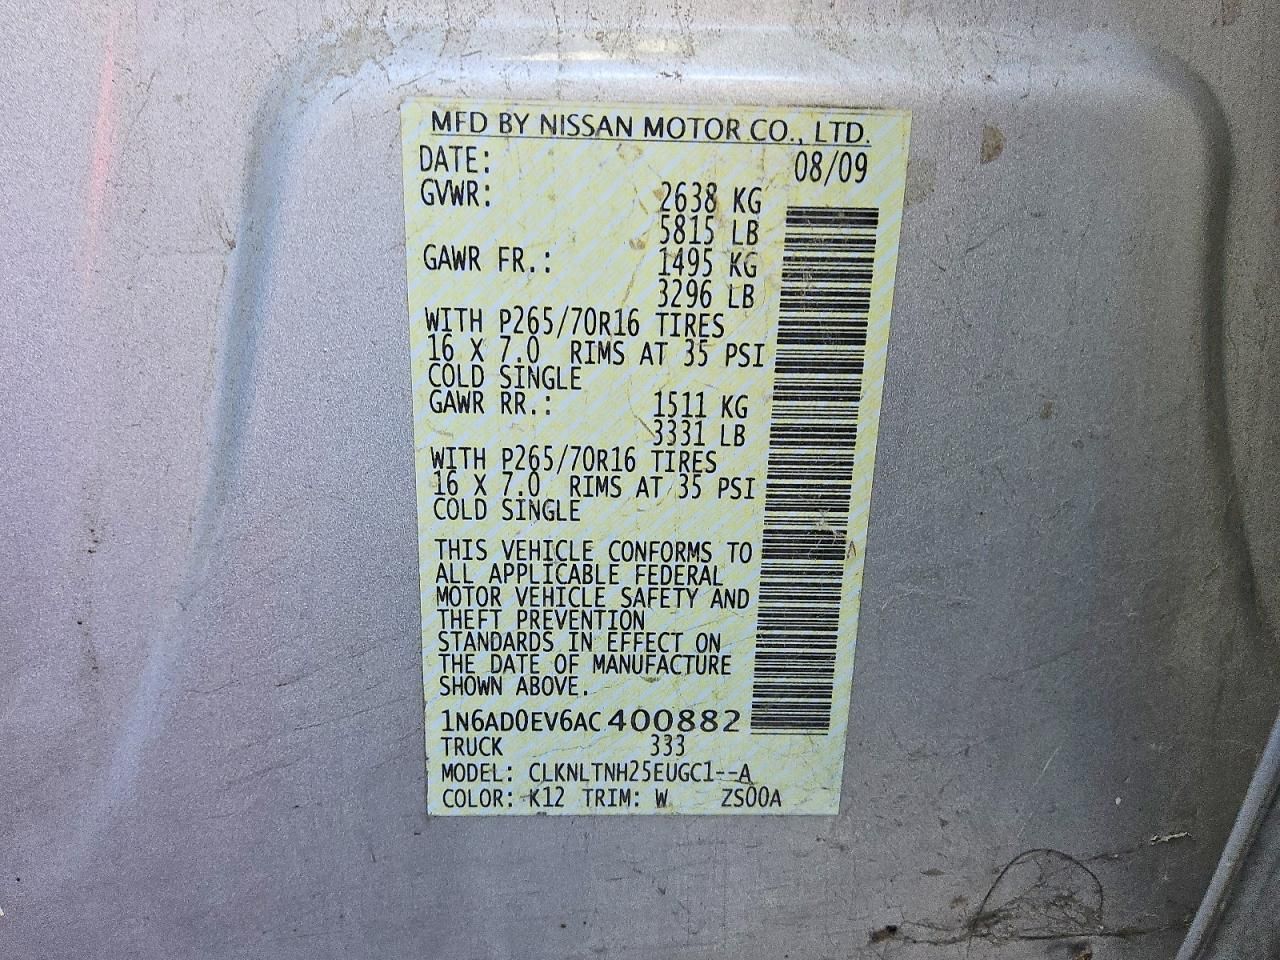 MFD BY NISSAN MOTOR CO., LTD.
DATE: 08/09
GVWR: 2638 KG
5815 LB
GAWR FR.: 1495 KG
3296 LB
WITH P265/70R16 TIRES
16 X 7.0 RIMS AT 35 PSI
COLD SINGLE
GAWR RR.: 1511 KG
3331 LB
WITH P265/70R16 TIRES
16 X 7.0 RIMS AT 35 PSI
COLD SINGLE
THIS VEHICLE CONFORMS TO
ALL APPLICABLE FEDERAL
MOTOR VEHICLE SAFETY AND
THEFT PREVENTION
STANDARDS IN EFFECT ON
THE DATE OF MANUFACTURE
SHOWN ABOVE.
1N6AD0EV6AC400882
TRUCK 333
MODEL: CLKNLTNH25EUGC1--A
COLOR: K12 TRIM: W ZS00A